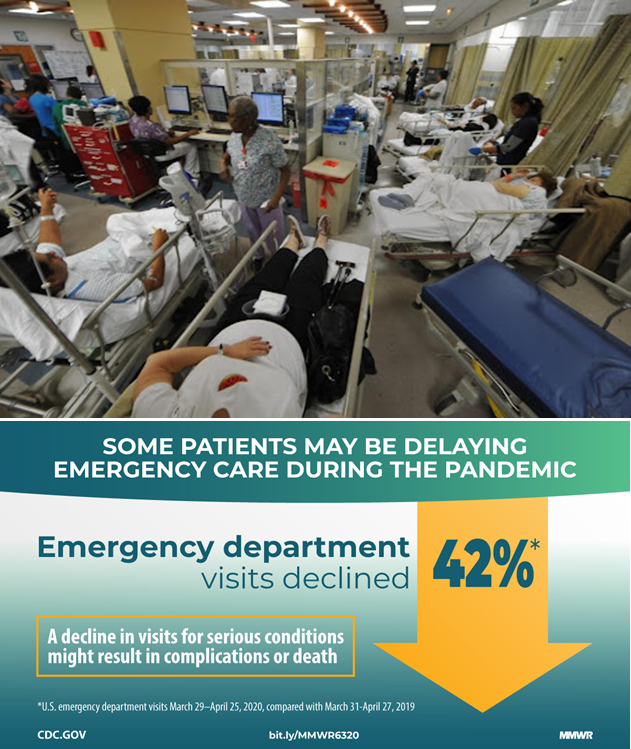 SOME PATIENTS MAY BE DELAYING
EMERGENCY CARE DURING THE PANDEMIC
Emergency department
visits declined
42%*
A decline in visits for serious conditions
might result in complications or death
*U.S. emergency department visits March 29–April 25, 2020, compared with March 31-April 27, 2019
CDC.GOV
bit.ly/MMWR6320
MMWR